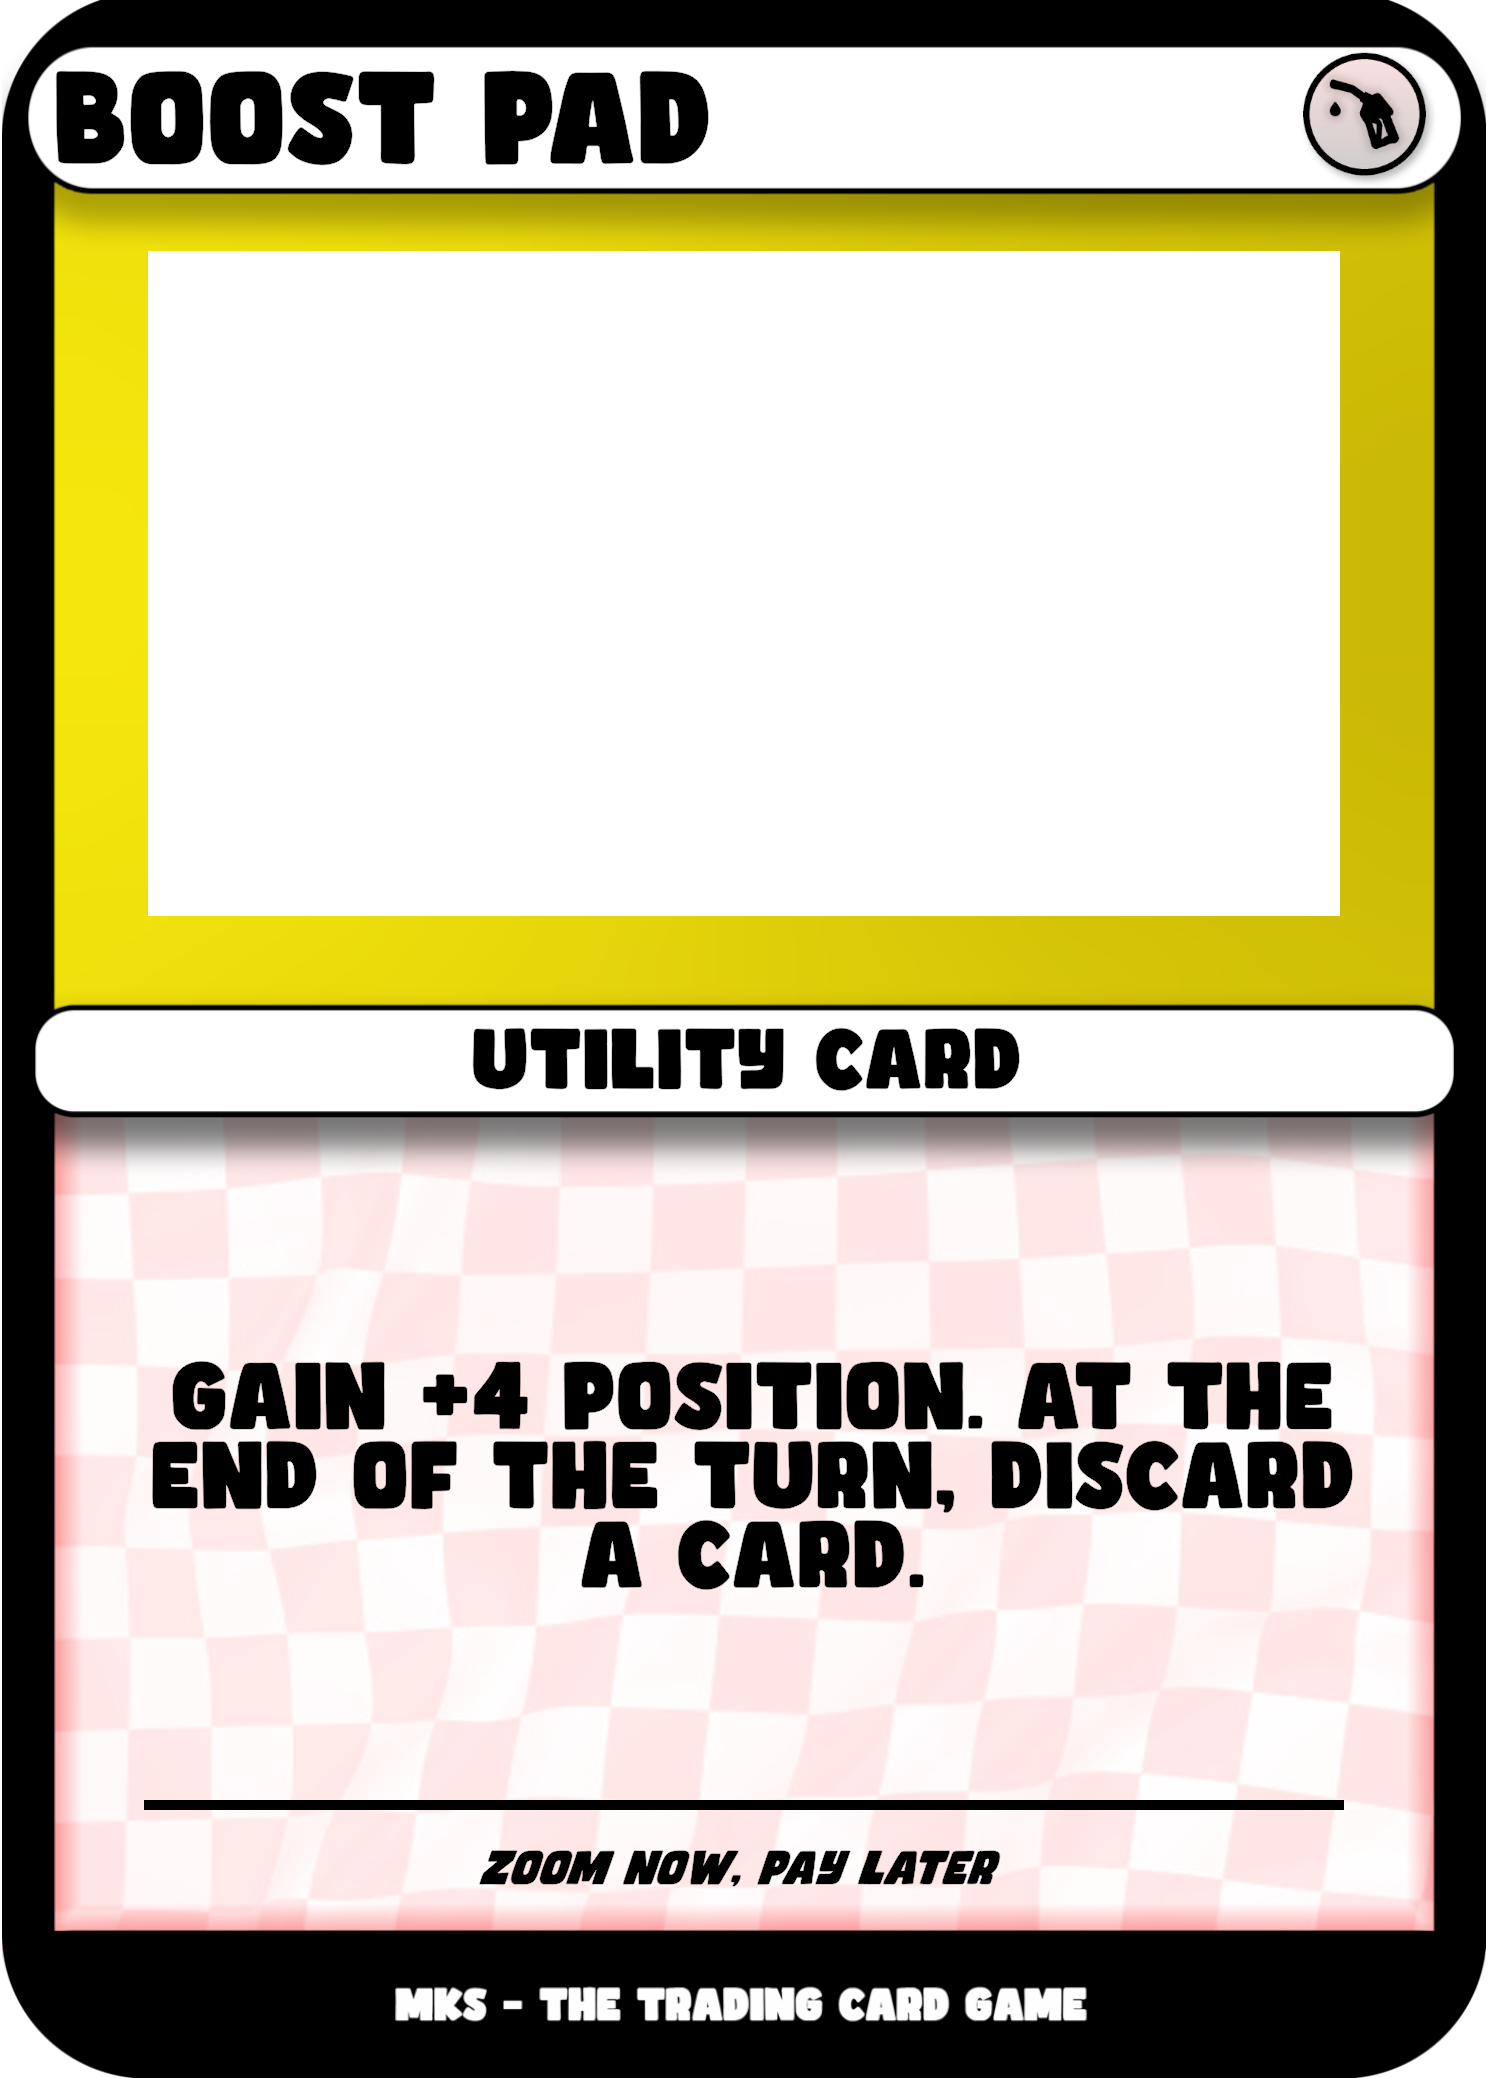 BOOST PAD
UTILITY CARD
GAIN +4 POSITION. AT THE
END OF THE TURN, DISCARD
A CARD.
ZOOM NOW, PAY LATER
MKS - THE TRADING CARD GAME